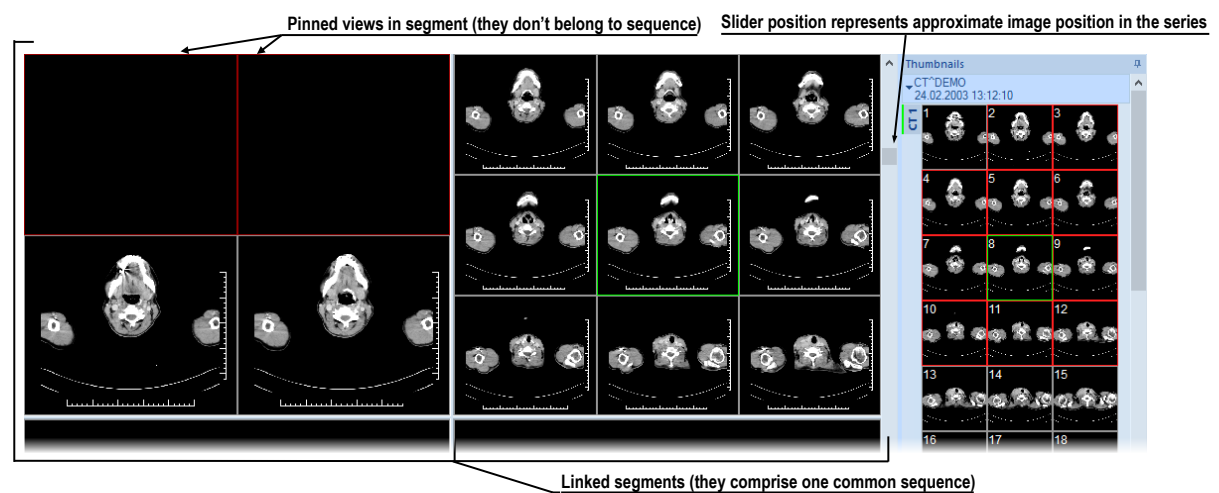 Pinned views in segment (they don't belong to sequence)
Slider position represents approximate image position in the series
Thumbnails
CT^DEMO
24.02.2003 13:12:10
CT 1
1 2 3
4 5 6
7 8 9
10 11 12
13 14 15
16 17 18
Linked segments (they comprise one common sequence)